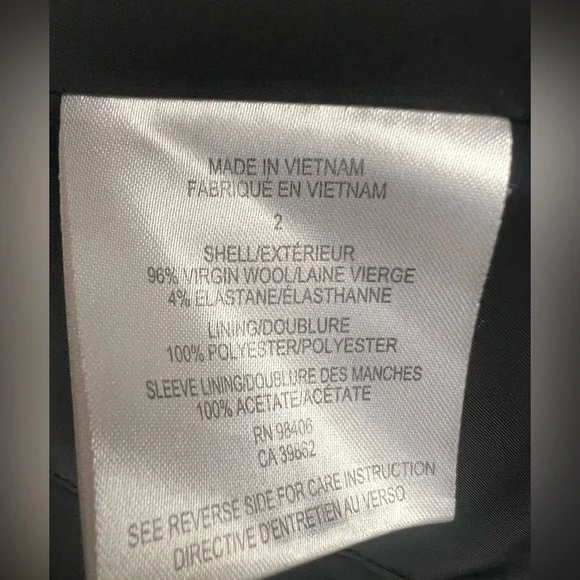 MADE IN VIETNAM
FABRIQUÉ EN VIETNAM
2
SHELL/EXTÉRIEUR
96% VIRGIN WOOL/LAINE VIERGE
4% ELASTANE/ÉLASTHANNE
LINING/DOUBLURE
100% POLYESTER/POLYESTER
SLEEVE LINING/DOUBLURE DES MANCHES
100% ACETATE/ACÉTATE
RN 98406
CA 39862
SEE REVERSE SIDE FOR CARE INSTRUCTION
DIRECTIVE D'ENTRETIEN AU VERSO